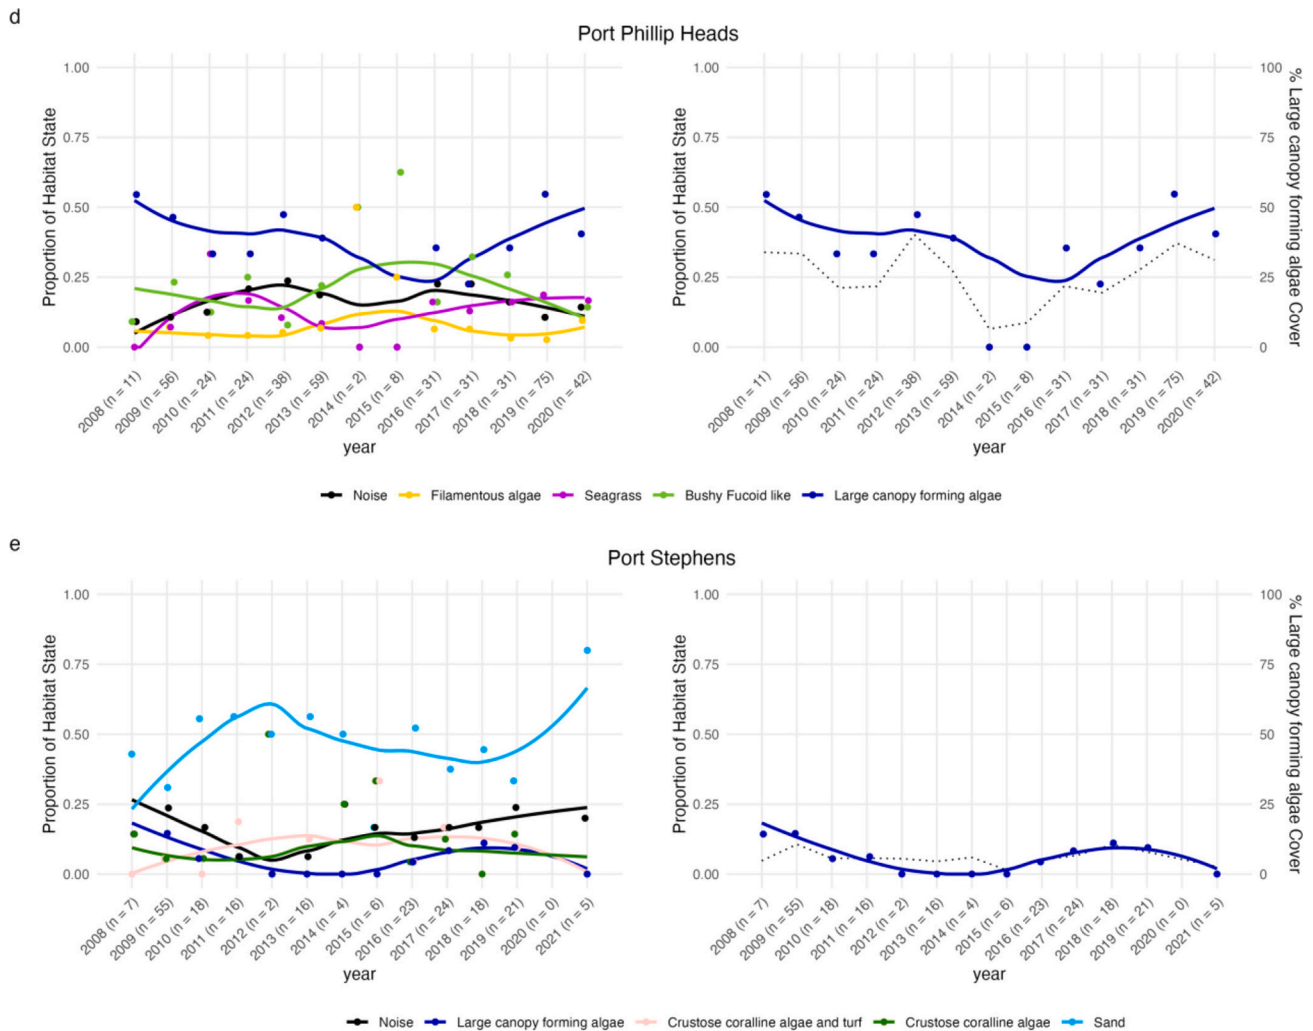 d
Port Phillip Heads
Proportion of Habitat State
1.00
0.75
0.50
0.25
0.00
2008 (n = 11)
2009 (n = 56)
2010 (n = 24)
2011 (n = 24)
2012 (n = 38)
2013 (n = 59)
2014 (n = 2)
2015 (n = 8)
2016 (n = 31)
2017 (n = 31)
2018 (n = 31)
2019 (n = 75)
2020 (n = 42)
year
Proportion of Habitat State
1.00
0.75
0.50
0.25
0.00
100
75
50
25
0
% Large canopy forming algae Cover
2008 (n = 11)
2009 (n = 56)
2010 (n = 24)
2011 (n = 24)
2012 (n = 38)
2013 (n = 59)
2014 (n = 2)
2015 (n = 8)
2016 (n = 31)
2017 (n = 31)
2018 (n = 31)
2019 (n = 75)
2020 (n = 42)
year
Noise Filamentous algae Seagrass Bushy Fucoid like Large canopy forming algae
e
Port Stephens
Proportion of Habitat State
1.00
0.75
0.50
0.25
0.00
2008 (n = 7)
2009 (n = 55)
2010 (n = 18)
2011 (n = 16)
2012 (n = 2)
2013 (n = 16)
2014 (n = 4)
2015 (n = 6)
2016 (n = 23)
2017 (n = 24)
2018 (n = 18)
2019 (n = 21)
2020 (n = 0)
2021 (n = 5)
year
Proportion of Habitat State
1.00
0.75
0.50
0.25
0.00
100
75
50
25
0
% Large canopy forming algae Cover
2008 (n = 7)
2009 (n = 55)
2010 (n = 18)
2011 (n = 16)
2012 (n = 2)
2013 (n = 16)
2014 (n = 4)
2015 (n = 6)
2016 (n = 23)
2017 (n = 24)
2018 (n = 18)
2019 (n = 21)
2020 (n = 0)
2021 (n = 5)
year
Noise Large canopy forming algae Crustose coralline algae and turf Crustose coralline algae Sand